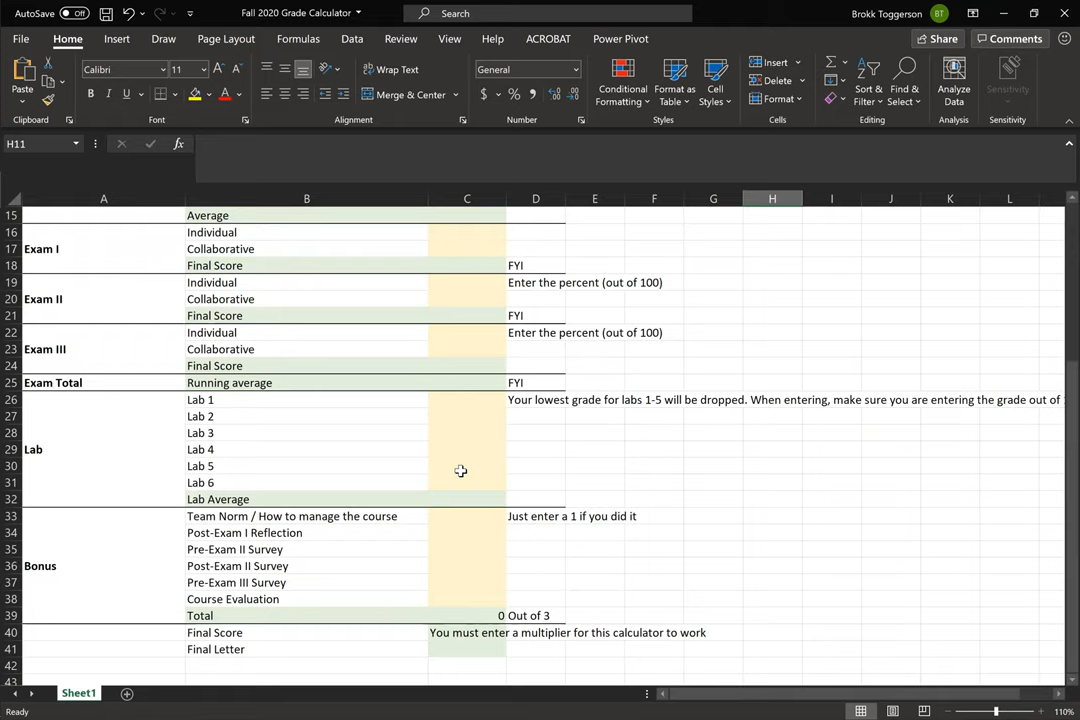 AutoSave Off Fall 2020 Grade Calculator Search Brokk Toggerson BT
File Home Insert Draw Page Layout Formulas Data Review View Help ACROBAT Power Pivot Share Comments
Paste Calibri 11 A A Wrap Text General Conditional Formatting Format as Table Cell Styles Insert Delete Format Sort & Filter Find & Select Analyze Data Sensitivity
B I U A Merge & Center $ % 9
Clipboard Font Alignment Number Styles Cells Editing Analysis Sensitivity
H11 fx
A B C D E F G H I J K L
15 Average
16 Individual
17 Exam I Collaborative
18 Final Score FYI
19 Individual Enter the percent (out of 100)
20 Exam II Collaborative
21 Final Score FYI
22 Individual Enter the percent (out of 100)
23 Exam III Collaborative
24 Final Score
25 Exam Total Running average FYI
26 Lab 1 Your lowest grade for labs 1-5 will be dropped. When entering, make sure you are entering the grade out of
27 Lab 2
28 Lab 3
29 Lab Lab 4
30 Lab 5
31 Lab 6
32 Lab Average
33 Team Norm / How to manage the course Just enter a 1 if you did it
34 Post-Exam I Reflection
35 Pre-Exam II Survey
36 Bonus Post-Exam II Survey
37 Pre-Exam III Survey
38 Course Evaluation
39 Total 0 Out of 3
40 Final Score You must enter a multiplier for this calculator to work
41 Final Letter
42
43
Sheet1
Ready 110%